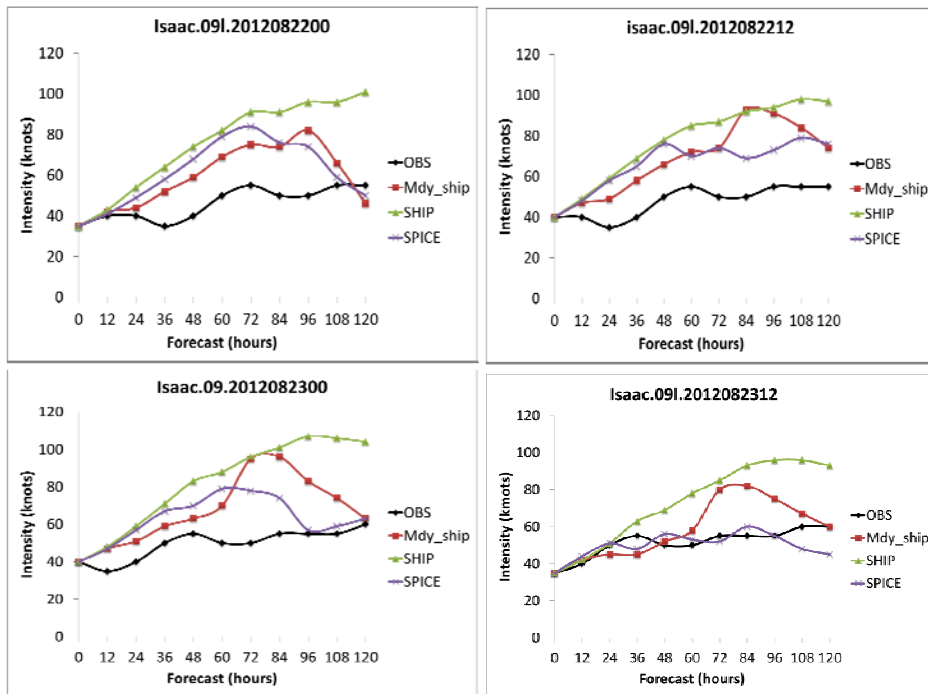 Isaac.09l.2012082200
Intensity (knots)
120
100
80
60
40
20
0
0 12 24 36 48 60 72 84 96 108 120
Forecast (hours)
OBS
Mdy_ship
SHIP
SPICE
isaac.09l.2012082212
Intensity (knots)
120
100
80
60
40
20
0
0 12 24 36 48 60 72 84 96 108 120
Forecast (hours)
OBS
Mdy_ship
SHIP
SPICE
Isaac.09.2012082300
Intensity (knots)
120
100
80
60
40
20
0
0 12 24 36 48 60 72 84 96 108 120
Forecast (hours)
OBS
Mdy_ship
SHIP
SPICE
Isaac.09l.2012082312
Intensity (knots)
120
100
80
60
40
20
0
0 12 24 36 48 60 72 84 96 108 120
Forecast (hours)
OBS
Mdy_ship
SHIP
SPICE